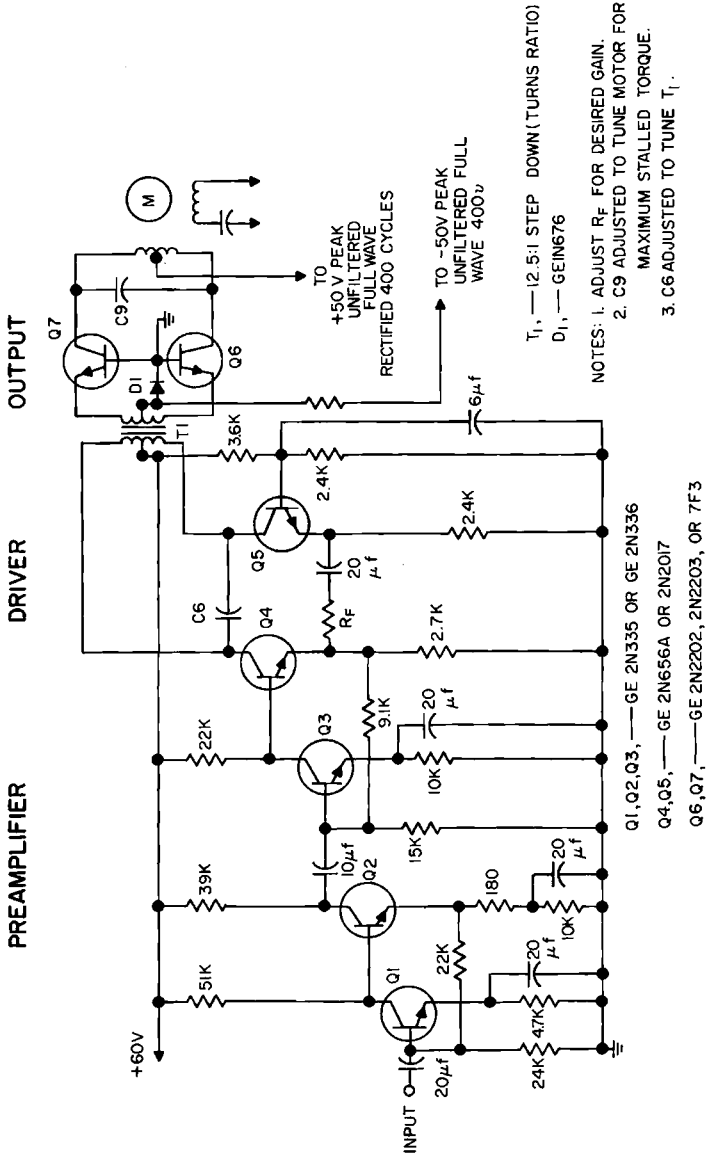 PREAMPLIFIER
DRIVER
OUTPUT
+60V
51K
39K
22K
3.6K
INPUT
20μf
Q1
Q2
10μf
Q3
Q4
C6
Q5
T1
D1
Q7
Q6
C9
M
22K
24K
47K
20
μf
180
10K
20
μf
15K
9.1K
10K
20
μf
2.7K
RF
20
μf
2.4K
2.4K
6μf
TO
+50 V PEAK
UNFILTERED
FULL WAVE
RECTIFIED 400 CYCLES
TO -50V PEAK
UNFILTERED FULL
WAVE 400ν
T1, — 12.5:1 STEP DOWN (TURNS RATIO)
D1, — GEIN676
NOTES: 1. ADJUST RF FOR DESIRED GAIN.
2. C9 ADJUSTED TO TUNE MOTOR FOR
MAXIMUM STALLED TORQUE.
3. C6 ADJUSTED TO TUNE T1.
Q1,Q2,Q3, — GE 2N335 OR GE 2N336
Q4,Q5, — GE 2N656A OR 2N2017
Q6,Q7, — GE 2N2202, 2N2203, OR 7F3